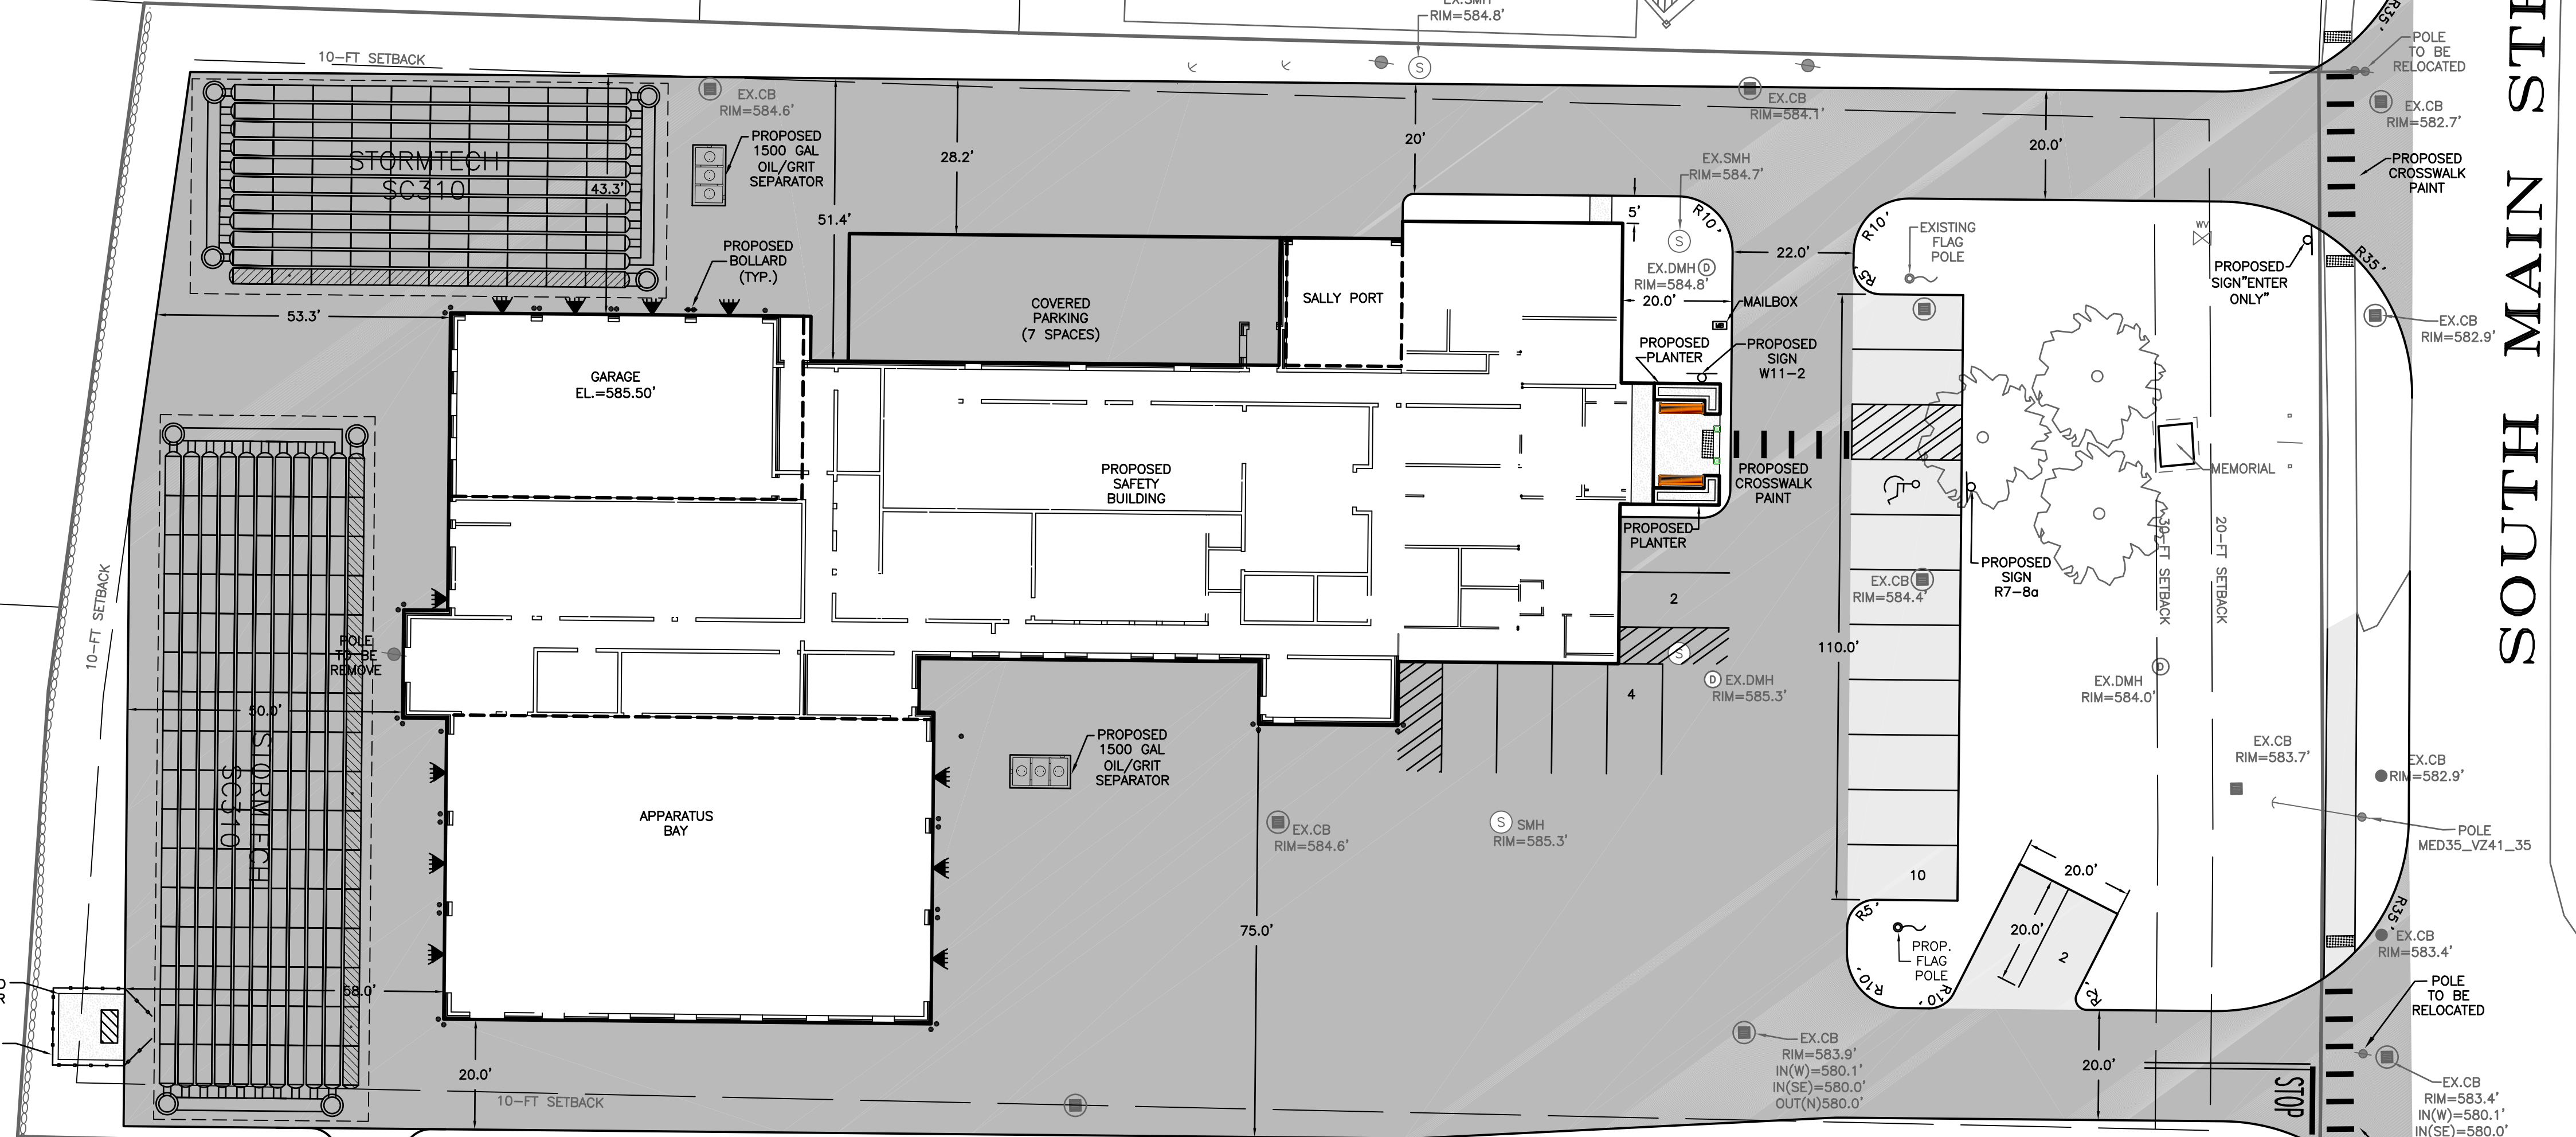 EX.SMH
RIM=584.8'
10-FT SETBACK
EX.CB
RIM=584.6'
PROPOSED
1500 GAL
OIL/GRIT
SEPARATOR
STORMTECH
SC310
43.3'
51.4'
28.2'
20'
S
EX.CB
RIM=584.1'
20.0'
R35'
POLE
TO BE
RELOCATED
EX.CB
RIM=582.7'
PROPOSED
CROSSWALK
PAINT
SOUTH MAIN STR
EX.SMH
RIM=584.7'
5'
R10'
S
EX.DMH D
RIM=584.8'
20.0'
MAILBOX
MB
22.0'
R10'
R5'
EXISTING
FLAG
POLE
WV
PROPOSED
SIGN"ENTER
ONLY"
R35'
EX.CB
RIM=582.9'
PROPOSED
BOLLARD
(TYP.)
53.3'
COVERED
PARKING
(7 SPACES)
SALLY PORT
GARAGE
EL.=585.50'
PROPOSED
PLANTER
PROPOSED
SIGN
W11-2
PROPOSED
SAFETY
BUILDING
PROPOSED
CROSSWALK
PAINT
PROPOSED
PLANTER
MEMORIAL
30-FT SETBACK
20-FT SETBACK
PROPOSED
SIGN
R7-8a
EX.CB
RIM=584.4'
110.0'
2
S
4
D EX.DMH
RIM=585.3'
D
EX.DMH
RIM=584.0'
10-FT SETBACK
POLE
TO BE
REMOVE
50.0'
STORMTECH
SC310
APPARATUS
BAY
PROPOSED
1500 GAL
OIL/GRIT
SEPARATOR
EX.CB
RIM=584.6'
S SMH
RIM=585.3'
EX.CB
RIM=583.7'
EX.CB
RIM=582.9'
POLE
MED35_VZ41_35
10
20.0'
20.0'
2
R5'
PROP.
FLAG
POLE
R10'
R10'
R2'
R35'
EX.CB
RIM=583.4'
POLE
TO BE
RELOCATED
75.0'
58.0'
20.0'
10-FT SETBACK
EX.CB
RIM=583.9'
IN(W)=580.1'
IN(SE)=580.0'
OUT(N)580.0'
20.0'
STOP
EX.CB
RIM=583.4'
IN(W)=580.1'
IN(SE)=580.0'